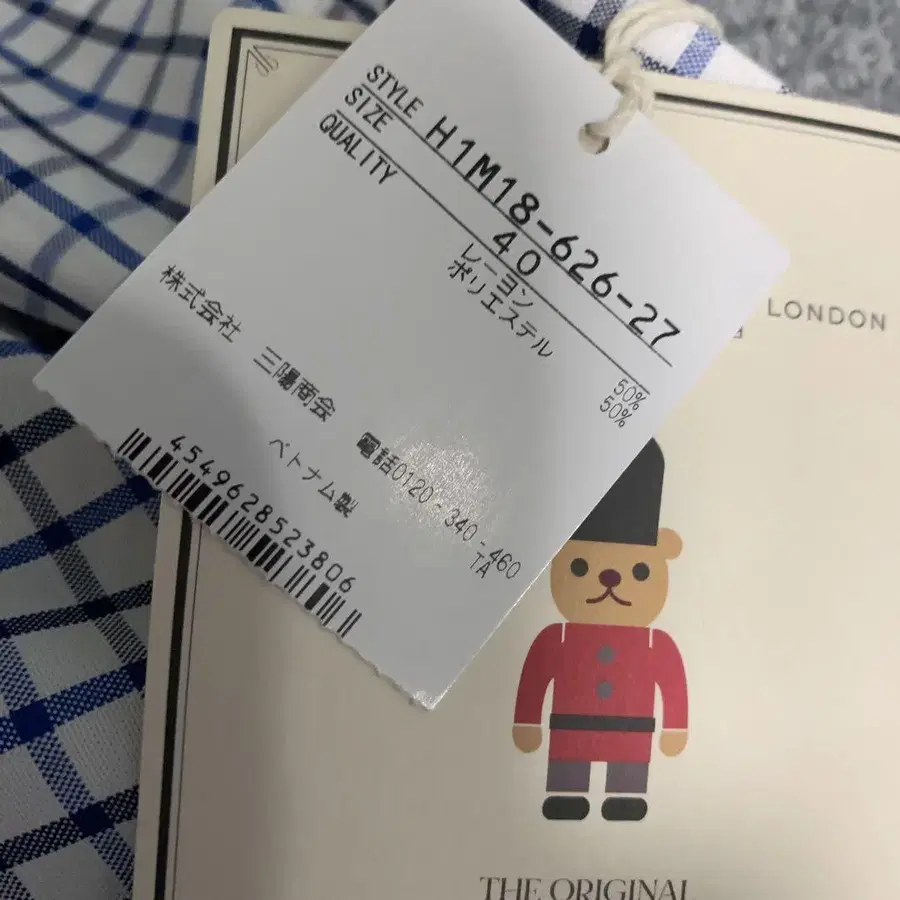 STYLE H1M18-626-27
SIZE 40
QUALITY レーヨン 50%
ポリエステル 50%
株式会社 三陽商会 電話0120-340-460
ベトナム製 TA
4549628523806
LONDON
THE ORIGINAL